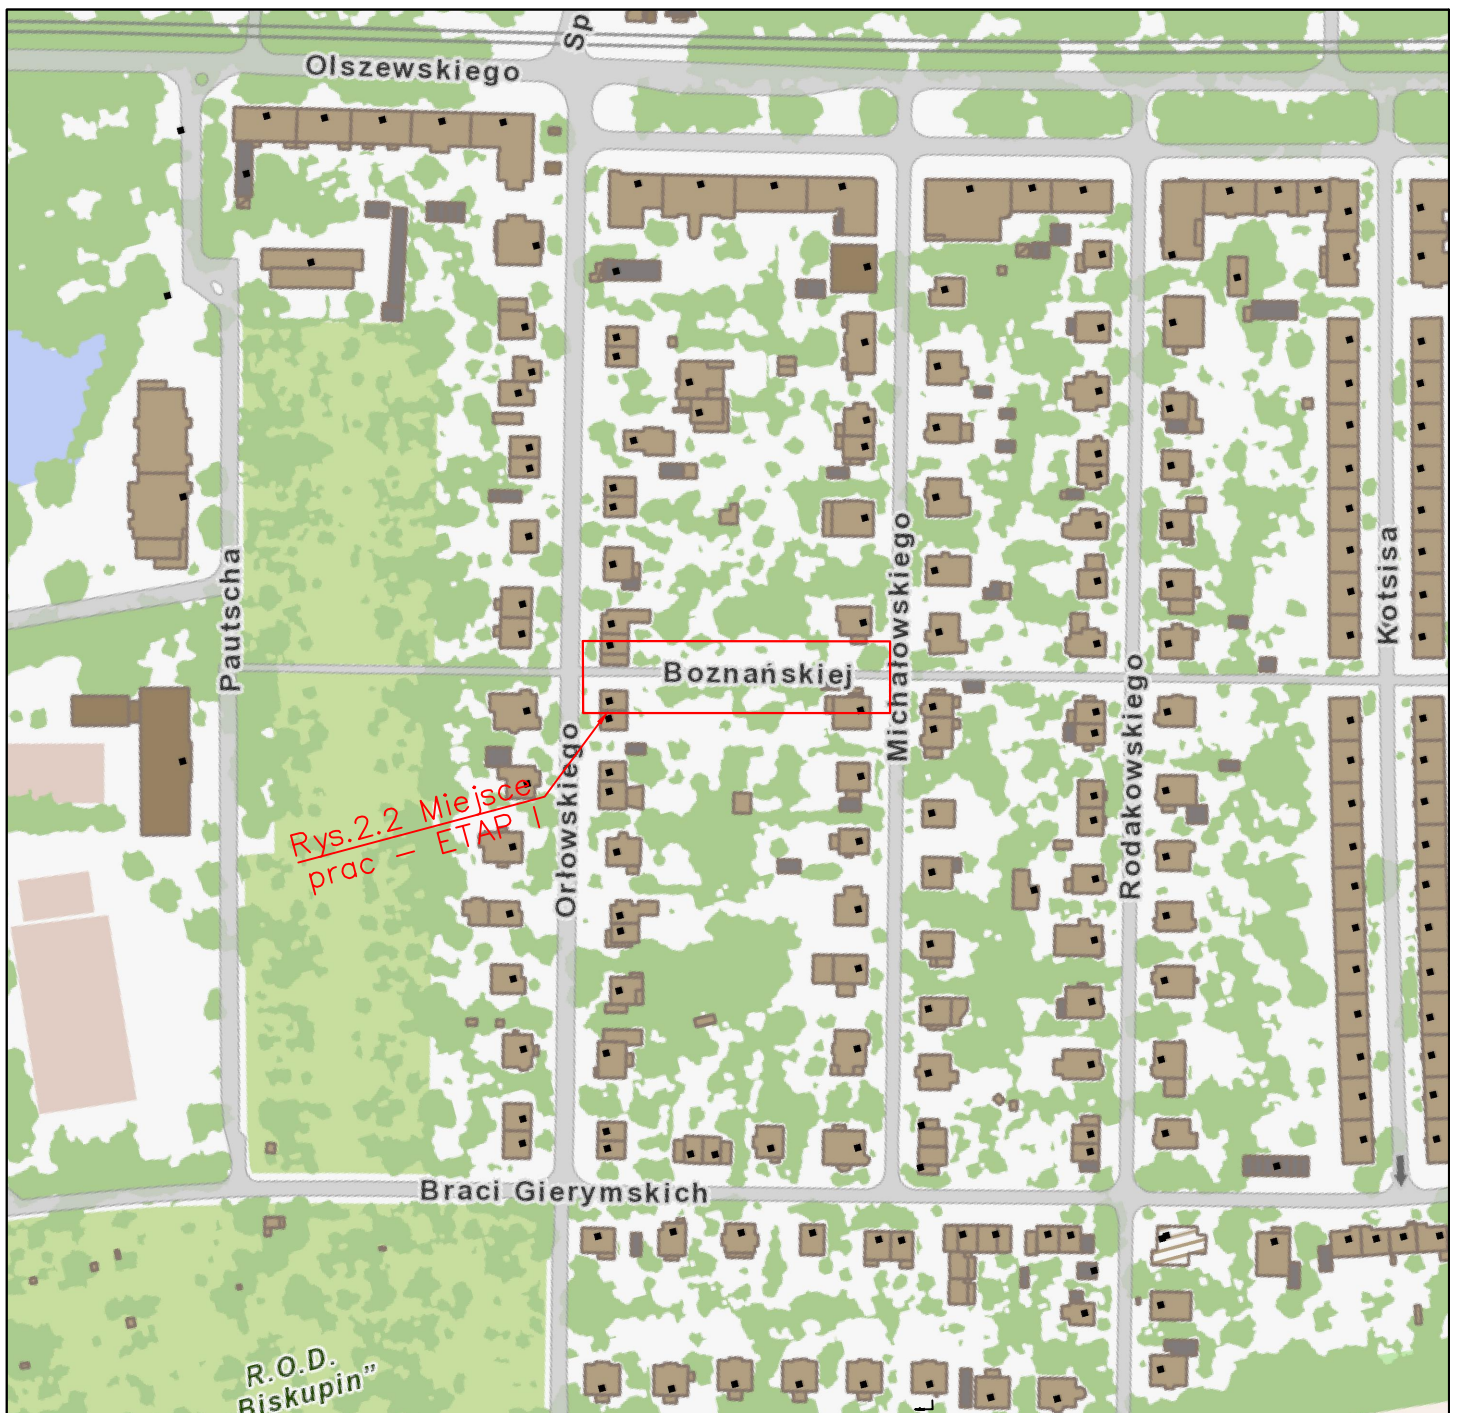 Sp
Olszewskiego
Pautscha
Boznańskiej
Michałowskiego
Kotsisa
Rodakowskiego
Orłowskiego
Rys.2.2 Miejsce
prac – ETAP I
Braci Gierymskich
R.O.D.
Biskupin”